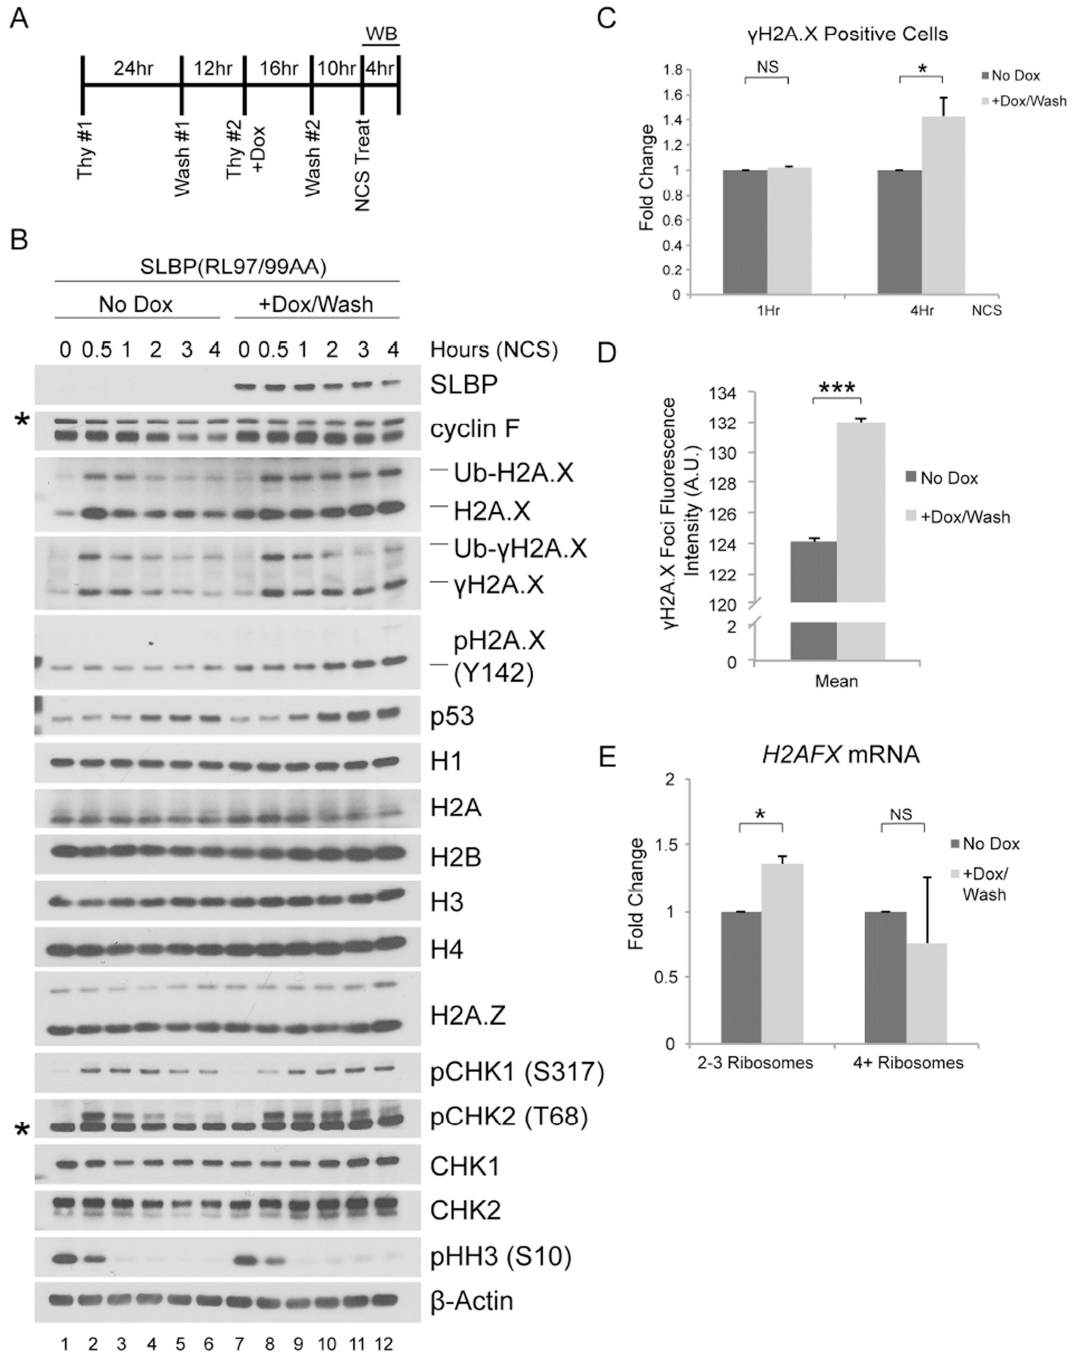 A
WB
24hr 12hr 16hr 10hr 4hr
Thy #1
Wash #1
Thy #2
+Dox
Wash #2
NCS Treat
B
SLBP(RL97/99AA)
No Dox +Dox/Wash
0 0.5 1 2 3 4 0 0.5 1 2 3 4 Hours (NCS)
SLBP
* cyclin F
Ub-H2A.X
H2A.X
Ub-γH2A.X
γH2A.X
pH2A.X
(Y142)
p53
H1
H2A
H2B
H3
H4
H2A.Z
pCHK1 (S317)
* pCHK2 (T68)
CHK1
CHK2
pHH3 (S10)
β-Actin
1 2 3 4 5 6 7 8 9 10 11 12
C
γH2A.X Positive Cells
Fold Change
1.8
1.6
1.4
1.2
1
0.8
0.6
0.4
0.2
0
NS
*
No Dox
+Dox/Wash
1Hr 4Hr NCS
D
γH2A.X Foci Fluorescence
Intensity (A.U.)
134
132
130
128
126
124
122
120
2
0
***
No Dox
+Dox/Wash
Mean
E
H2AFX mRNA
Fold Change
2
1.5
1
0.5
0
*
NS
No Dox
+Dox/
Wash
2-3 Ribosomes 4+ Ribosomes